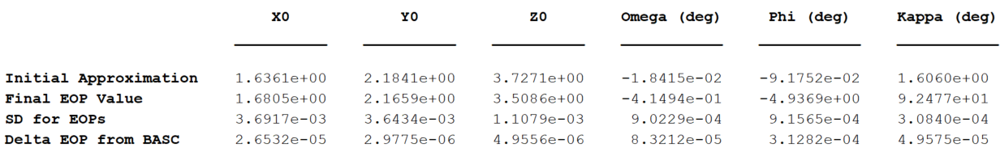 X0 Y0 Z0 Omega (deg) Phi (deg) Kappa (deg)
Initial Approximation 1.6361e+00 2.1841e+00 3.7271e+00 -1.8415e-02 -9.1752e-02 1.6060e+00
Final EOP Value 1.6805e+00 2.1659e+00 3.5086e+00 -4.1494e-01 -4.9369e+00 9.2477e+01
SD for EOPs 3.6917e-03 3.6434e-03 1.1079e-03 9.0229e-04 9.1565e-04 3.0840e-04
Delta EOP from BASC 2.6532e-05 2.9775e-06 4.9556e-06 8.3212e-05 3.1282e-04 4.9575e-05